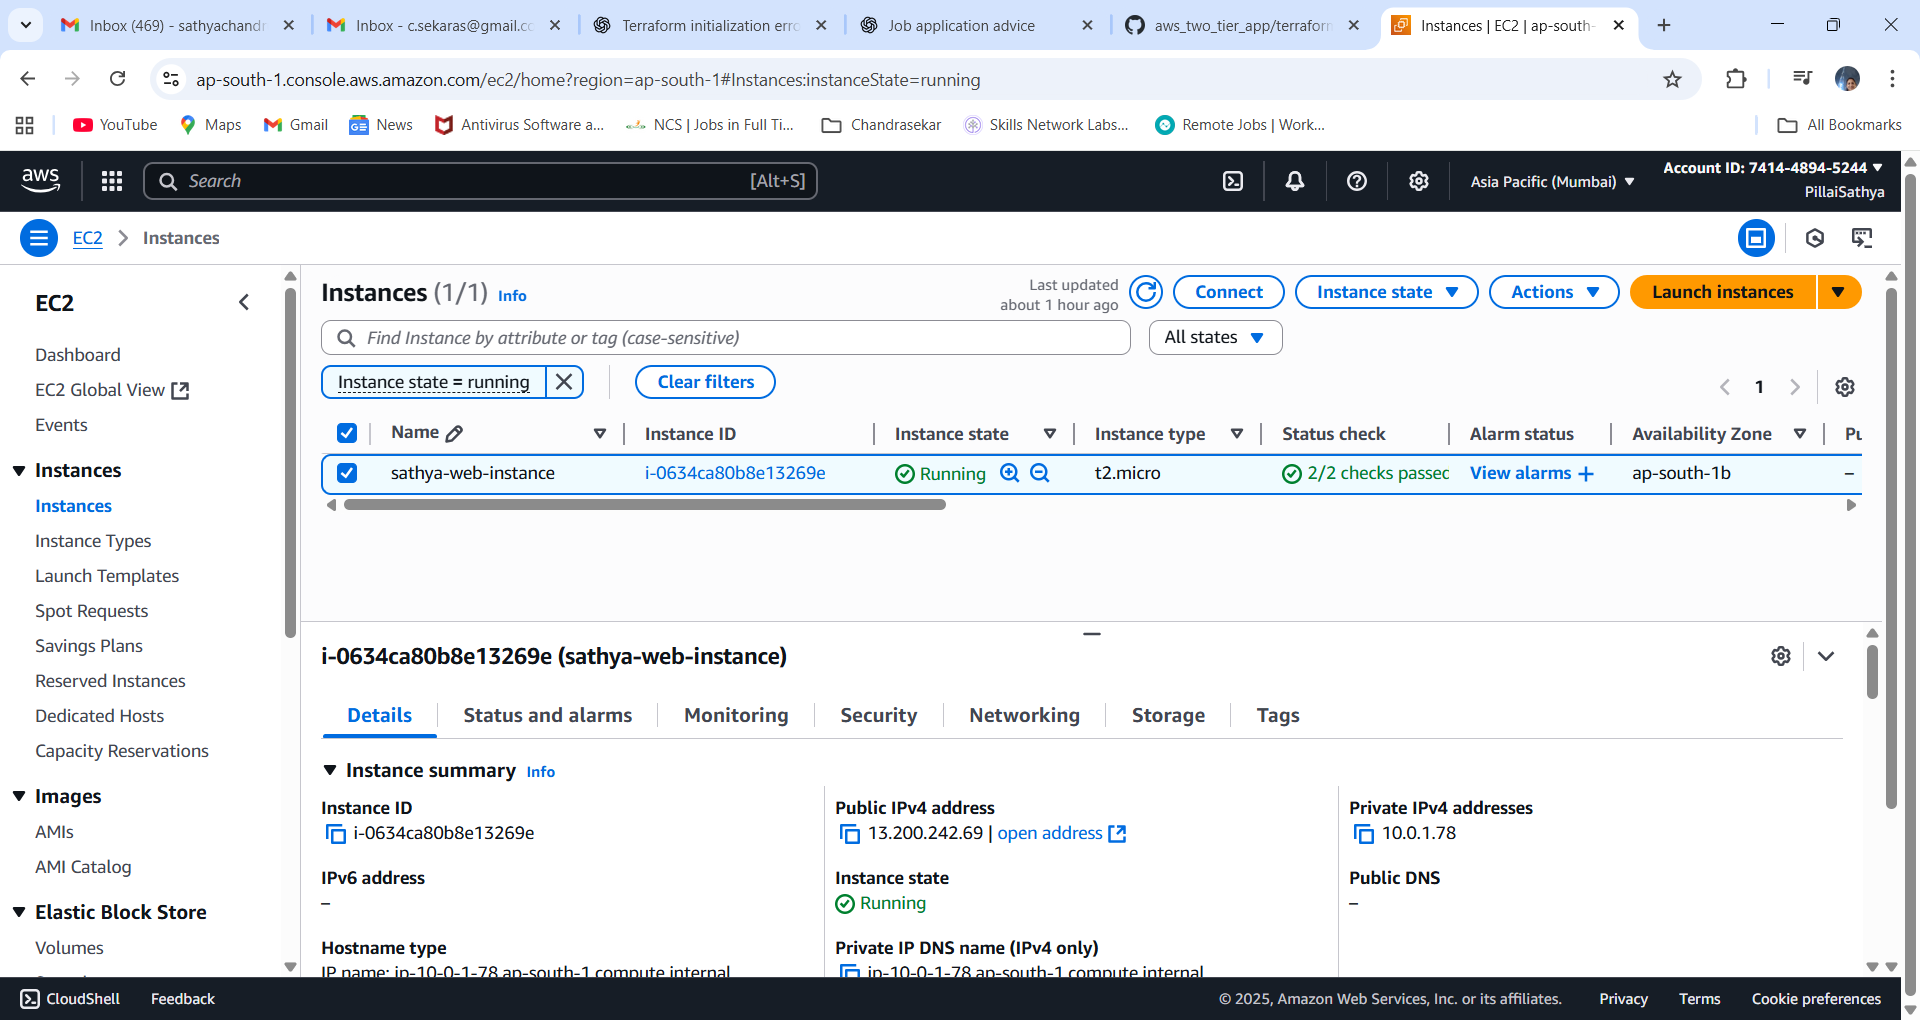 Inbox (469) - sathyachandr
Inbox - c.sekaras@gmail.co
Terraform initialization erro
Job application advice
aws_two_tier_app/terraform
Instances | EC2 | ap-south-
ap-south-1.console.aws.amazon.com/ec2/home?region=ap-south-1#Instances:instanceState=running
YouTube
Maps
Gmail
News
Antivirus Software a...
NCS | Jobs in Full Ti...
Chandrasekar
Skills Network Labs...
Remote Jobs | Work...
All Bookmarks
aws
Search
[Alt+S]
Asia Pacific (Mumbai)
Account ID: 7414-4894-5244
PillaiSathya
EC2
Instances
EC2
Dashboard
EC2 Global View
Events
Instances
Instances
Instance Types
Launch Templates
Spot Requests
Savings Plans
Reserved Instances
Dedicated Hosts
Capacity Reservations
Images
AMIs
AMI Catalog
Elastic Block Store
Volumes
Instances (1/1) Info
Last updated
about 1 hour ago
Connect
Instance state
Actions
Launch instances
Find Instance by attribute or tag (case-sensitive)
All states
Instance state = running
Clear filters
1
Name
Instance ID
Instance state
Instance type
Status check
Alarm status
Availability Zone
Pu
sathya-web-instance
i-0634ca80b8e13269e
Running
t2.micro
2/2 checks passed
View alarms +
ap-south-1b
–
i-0634ca80b8e13269e (sathya-web-instance)
Details
Status and alarms
Monitoring
Security
Networking
Storage
Tags
Instance summary Info
Instance ID
i-0634ca80b8e13269e
Public IPv4 address
13.200.242.69 | open address
Private IPv4 addresses
10.0.1.78
IPv6 address
–
Instance state
Running
Public DNS
–
Hostname type
IP name: ip-10-0-1-78.ap-south-1.compute.internal
Private IP DNS name (IPv4 only)
ip-10-0-1-78.ap-south-1.compute.internal
CloudShell
Feedback
© 2025, Amazon Web Services, Inc. or its affiliates.
Privacy
Terms
Cookie preferences